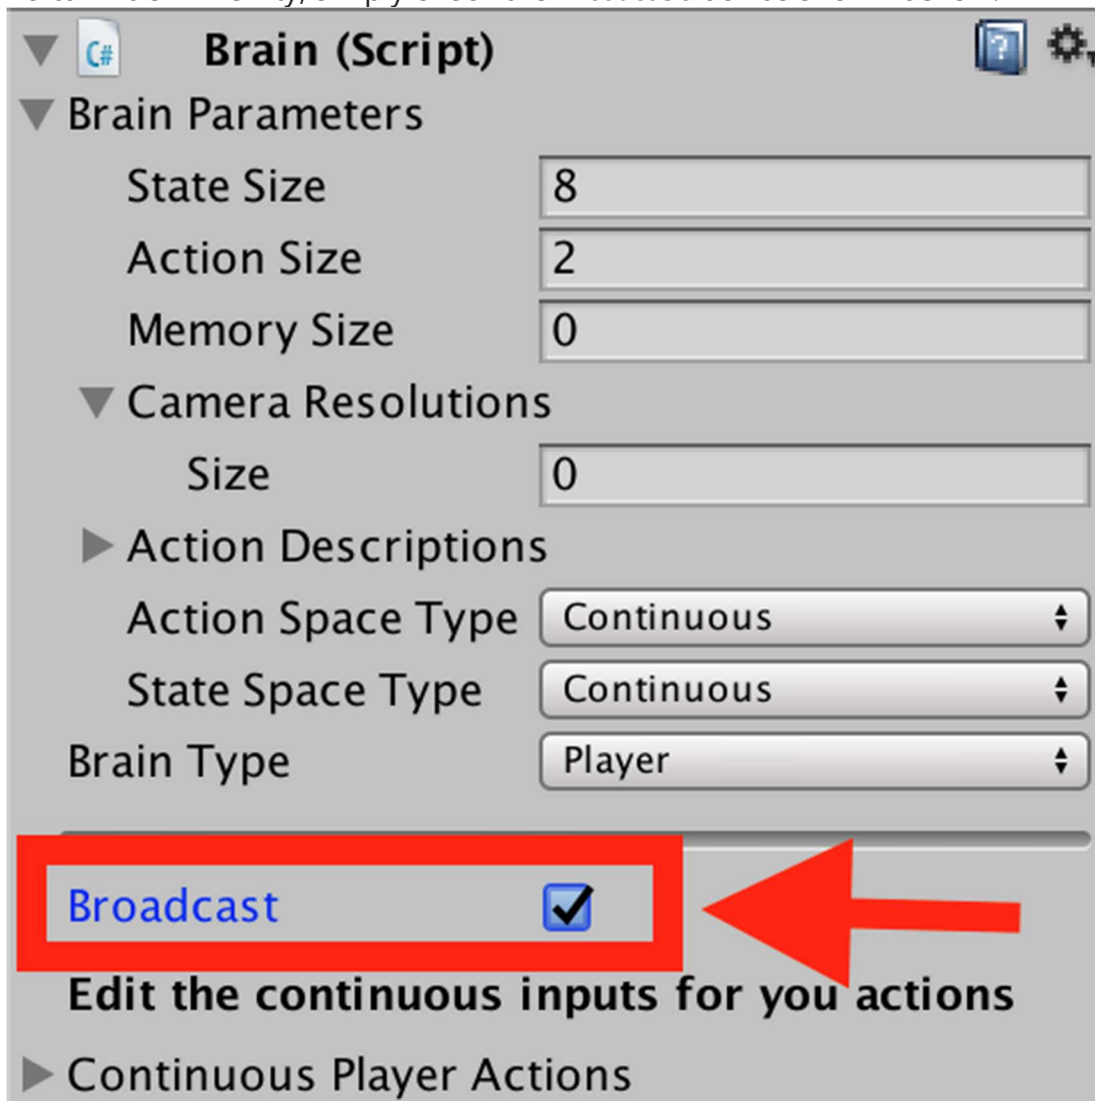 C# Brain (Script)
Brain Parameters
State Size 8
Action Size 2
Memory Size 0
Camera Resolutions
Size 0
Action Descriptions
Action Space Type Continuous
State Space Type Continuous
Brain Type Player
Broadcast
Edit the continuous inputs for you actions
Continuous Player Actions